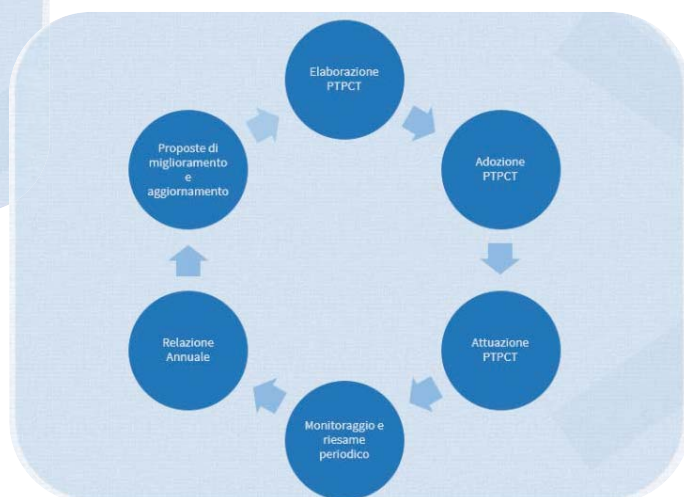 Elaborazione
PTPCT
Adozione
PTPCT
Attuazione
PTPCT
Monitoraggio e
riesame
periodico
Relazione
Annuale
Proposte di
miglioramento
e
aggiornamento